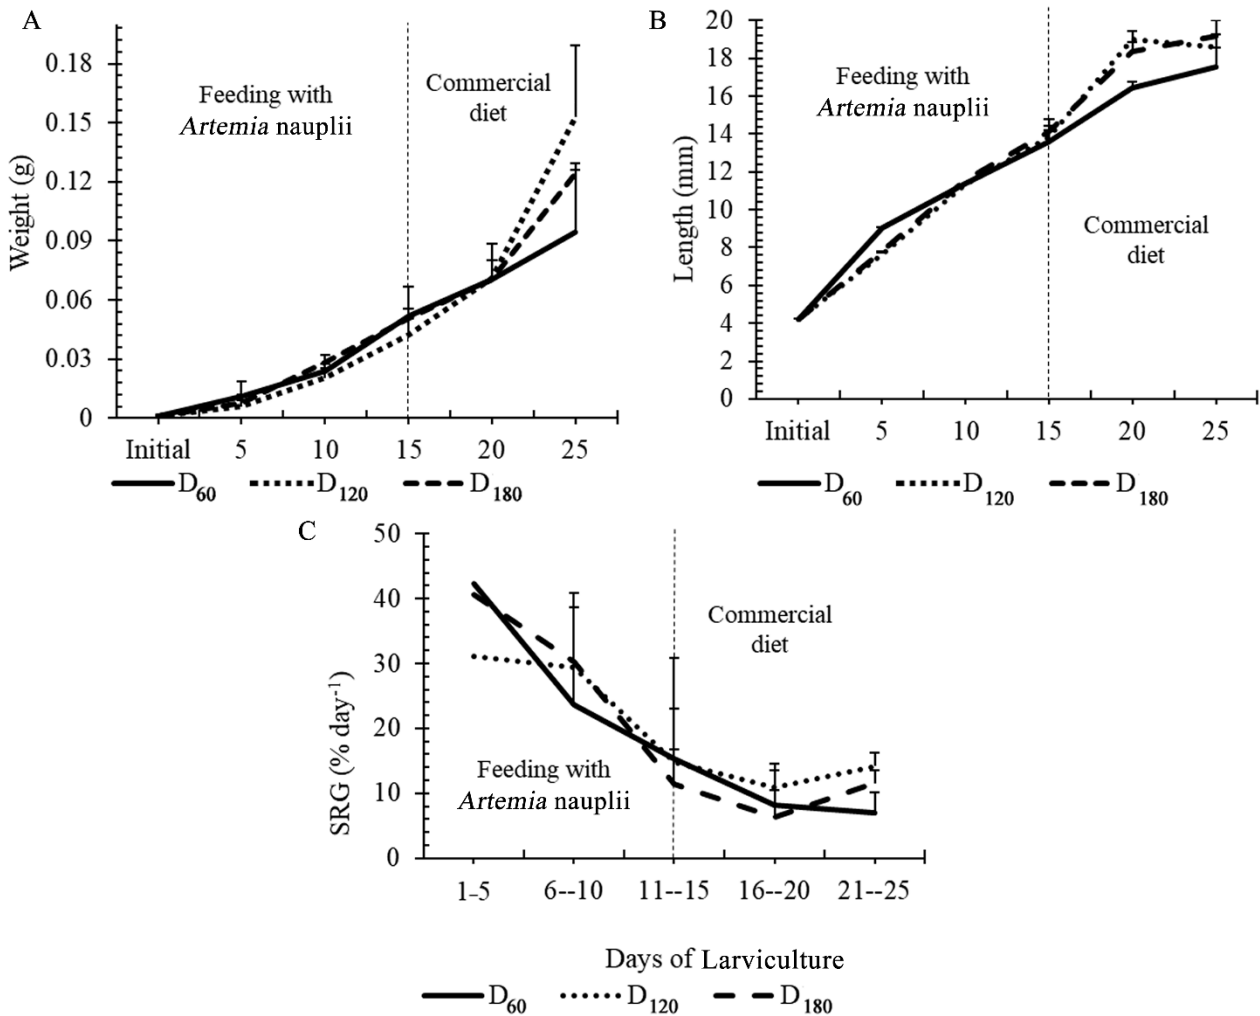 A
0.18
0.15
0.12
0.09
0.06
0.03
0
Weight (g)
Feeding with
Artemia nauplii
Commercial
diet
Initial 5 10 15 20 25
D60 D120 D180
B
20
18
16
14
12
10
8
6
4
2
0
Length (mm)
Feeding with
Artemia nauplii
Commercial
diet
Initial 5 10 15 20 25
D60 D120 D180
C
50
40
30
20
10
0
SRG (% day-1)
Commercial
diet
Feeding with
Artemia nauplii
1-5 6--10 11--15 16--20 21--25
Days of Larviculture
D60 D120 D180